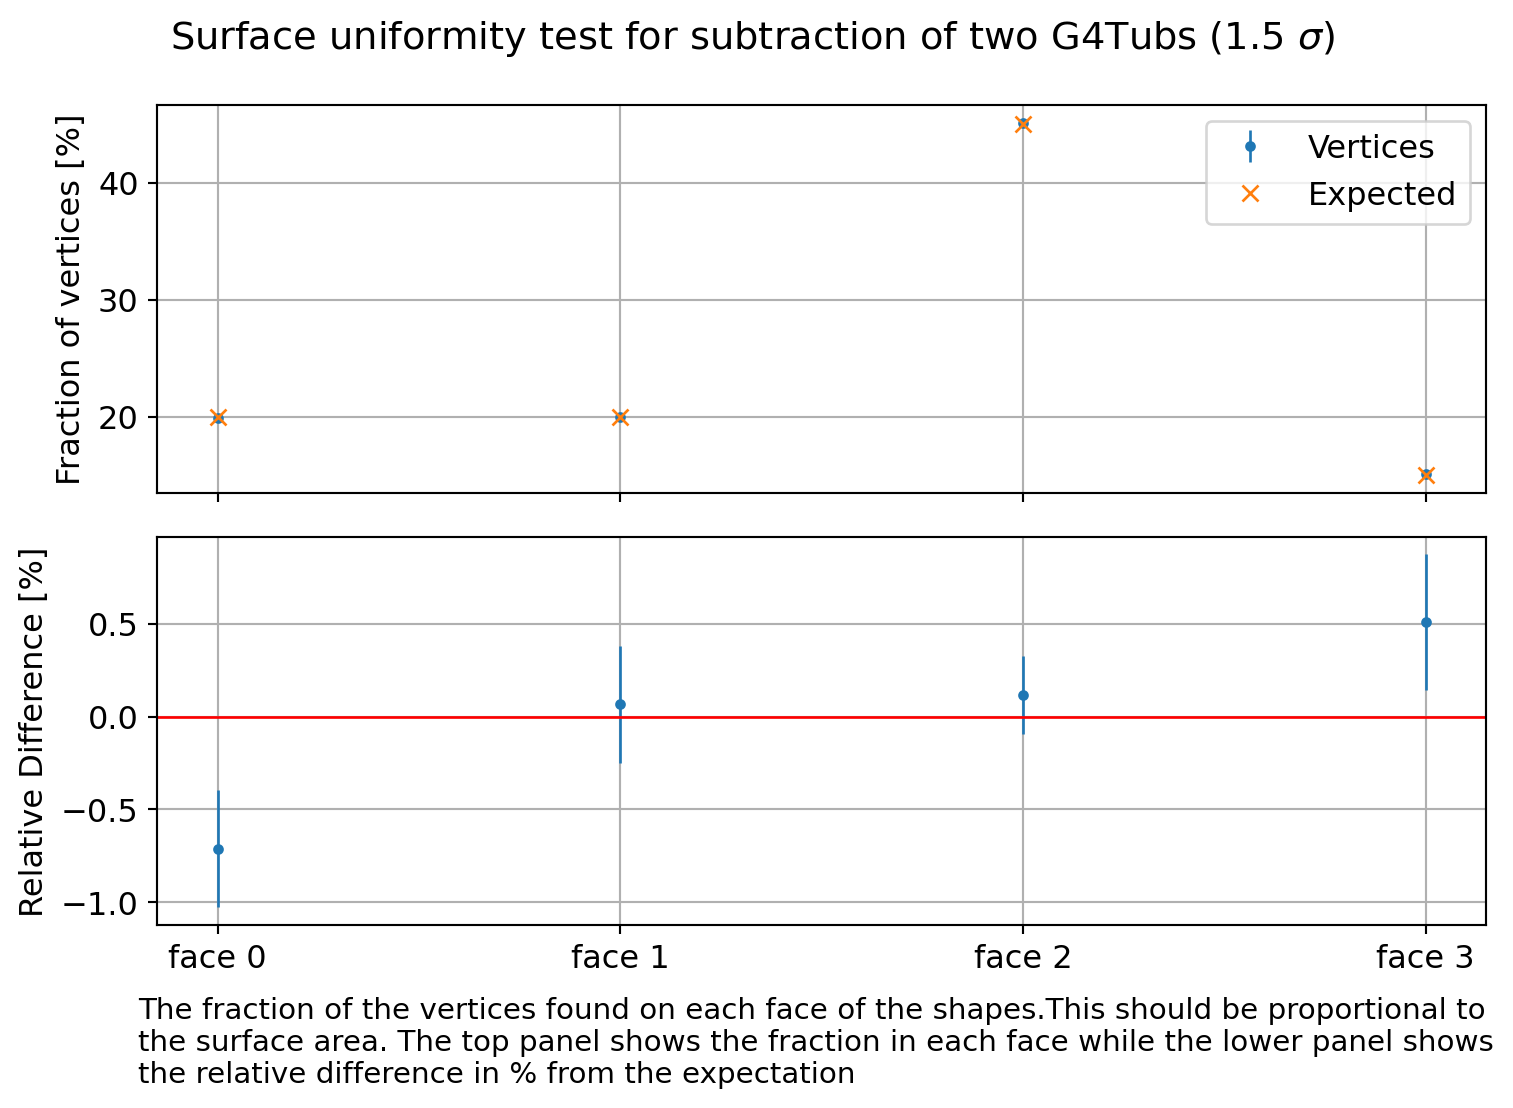 Surface uniformity test for subtraction of two G4Tubs (1.5 σ)
Fraction of vertices [%]
40
30
20
Vertices
Expected
Relative Difference [%]
0.5
0.0
−0.5
−1.0
face 0
face 1
face 2
face 3
The fraction of the vertices found on each face of the shapes.This should be proportional to
the surface area. The top panel shows the fraction in each face while the lower panel shows
the relative difference in % from the expectation